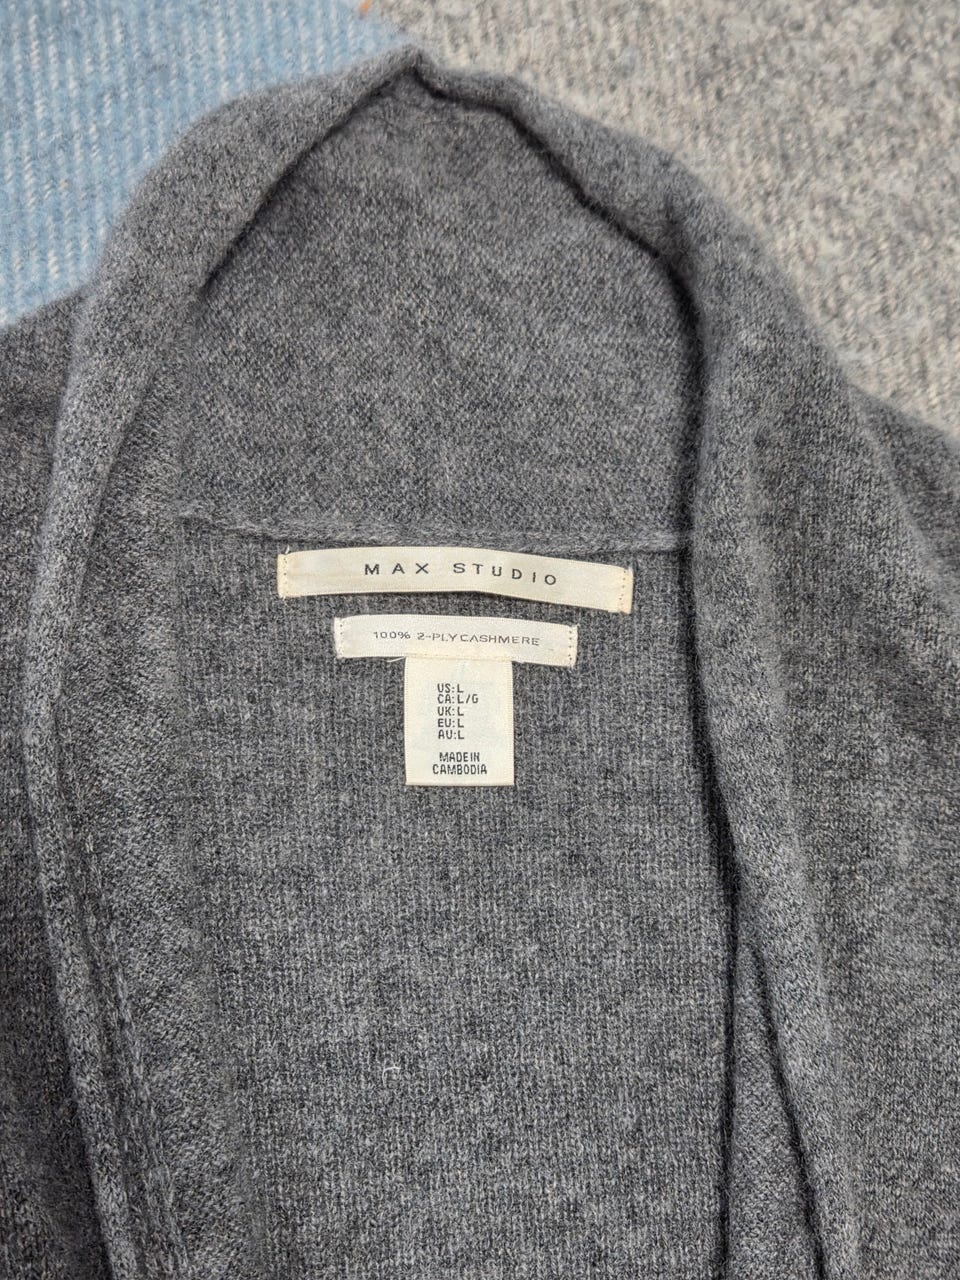 MAX STUDIO
100% 2-PLY CASHMERE
US:L
CA:L/G
UK:L
EU:L
AU:L
MADE IN
CAMBODIA